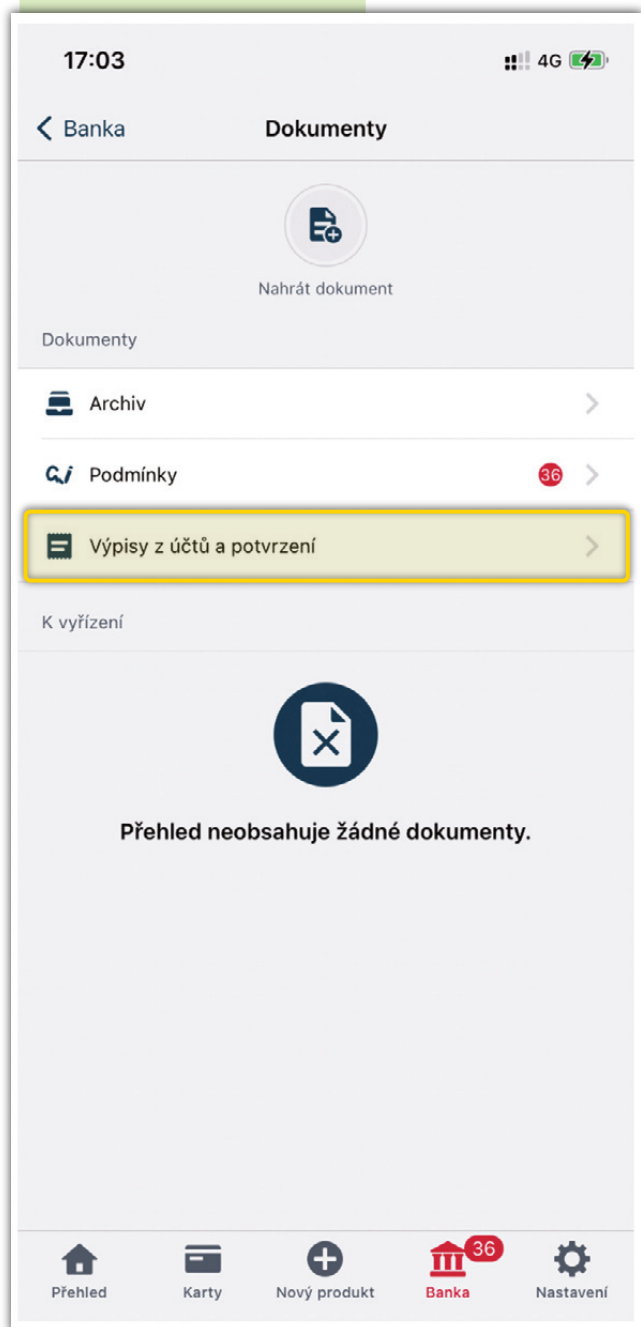 17:03 4G
Banka Dokumenty
Nahrát dokument
Dokumenty
Archiv
Podmínky 36
Výpisy z účtů a potvrzení
K vyřízení
Přehled neobsahuje žádné dokumenty.
36
Přehled Karty Nový produkt Banka Nastavení